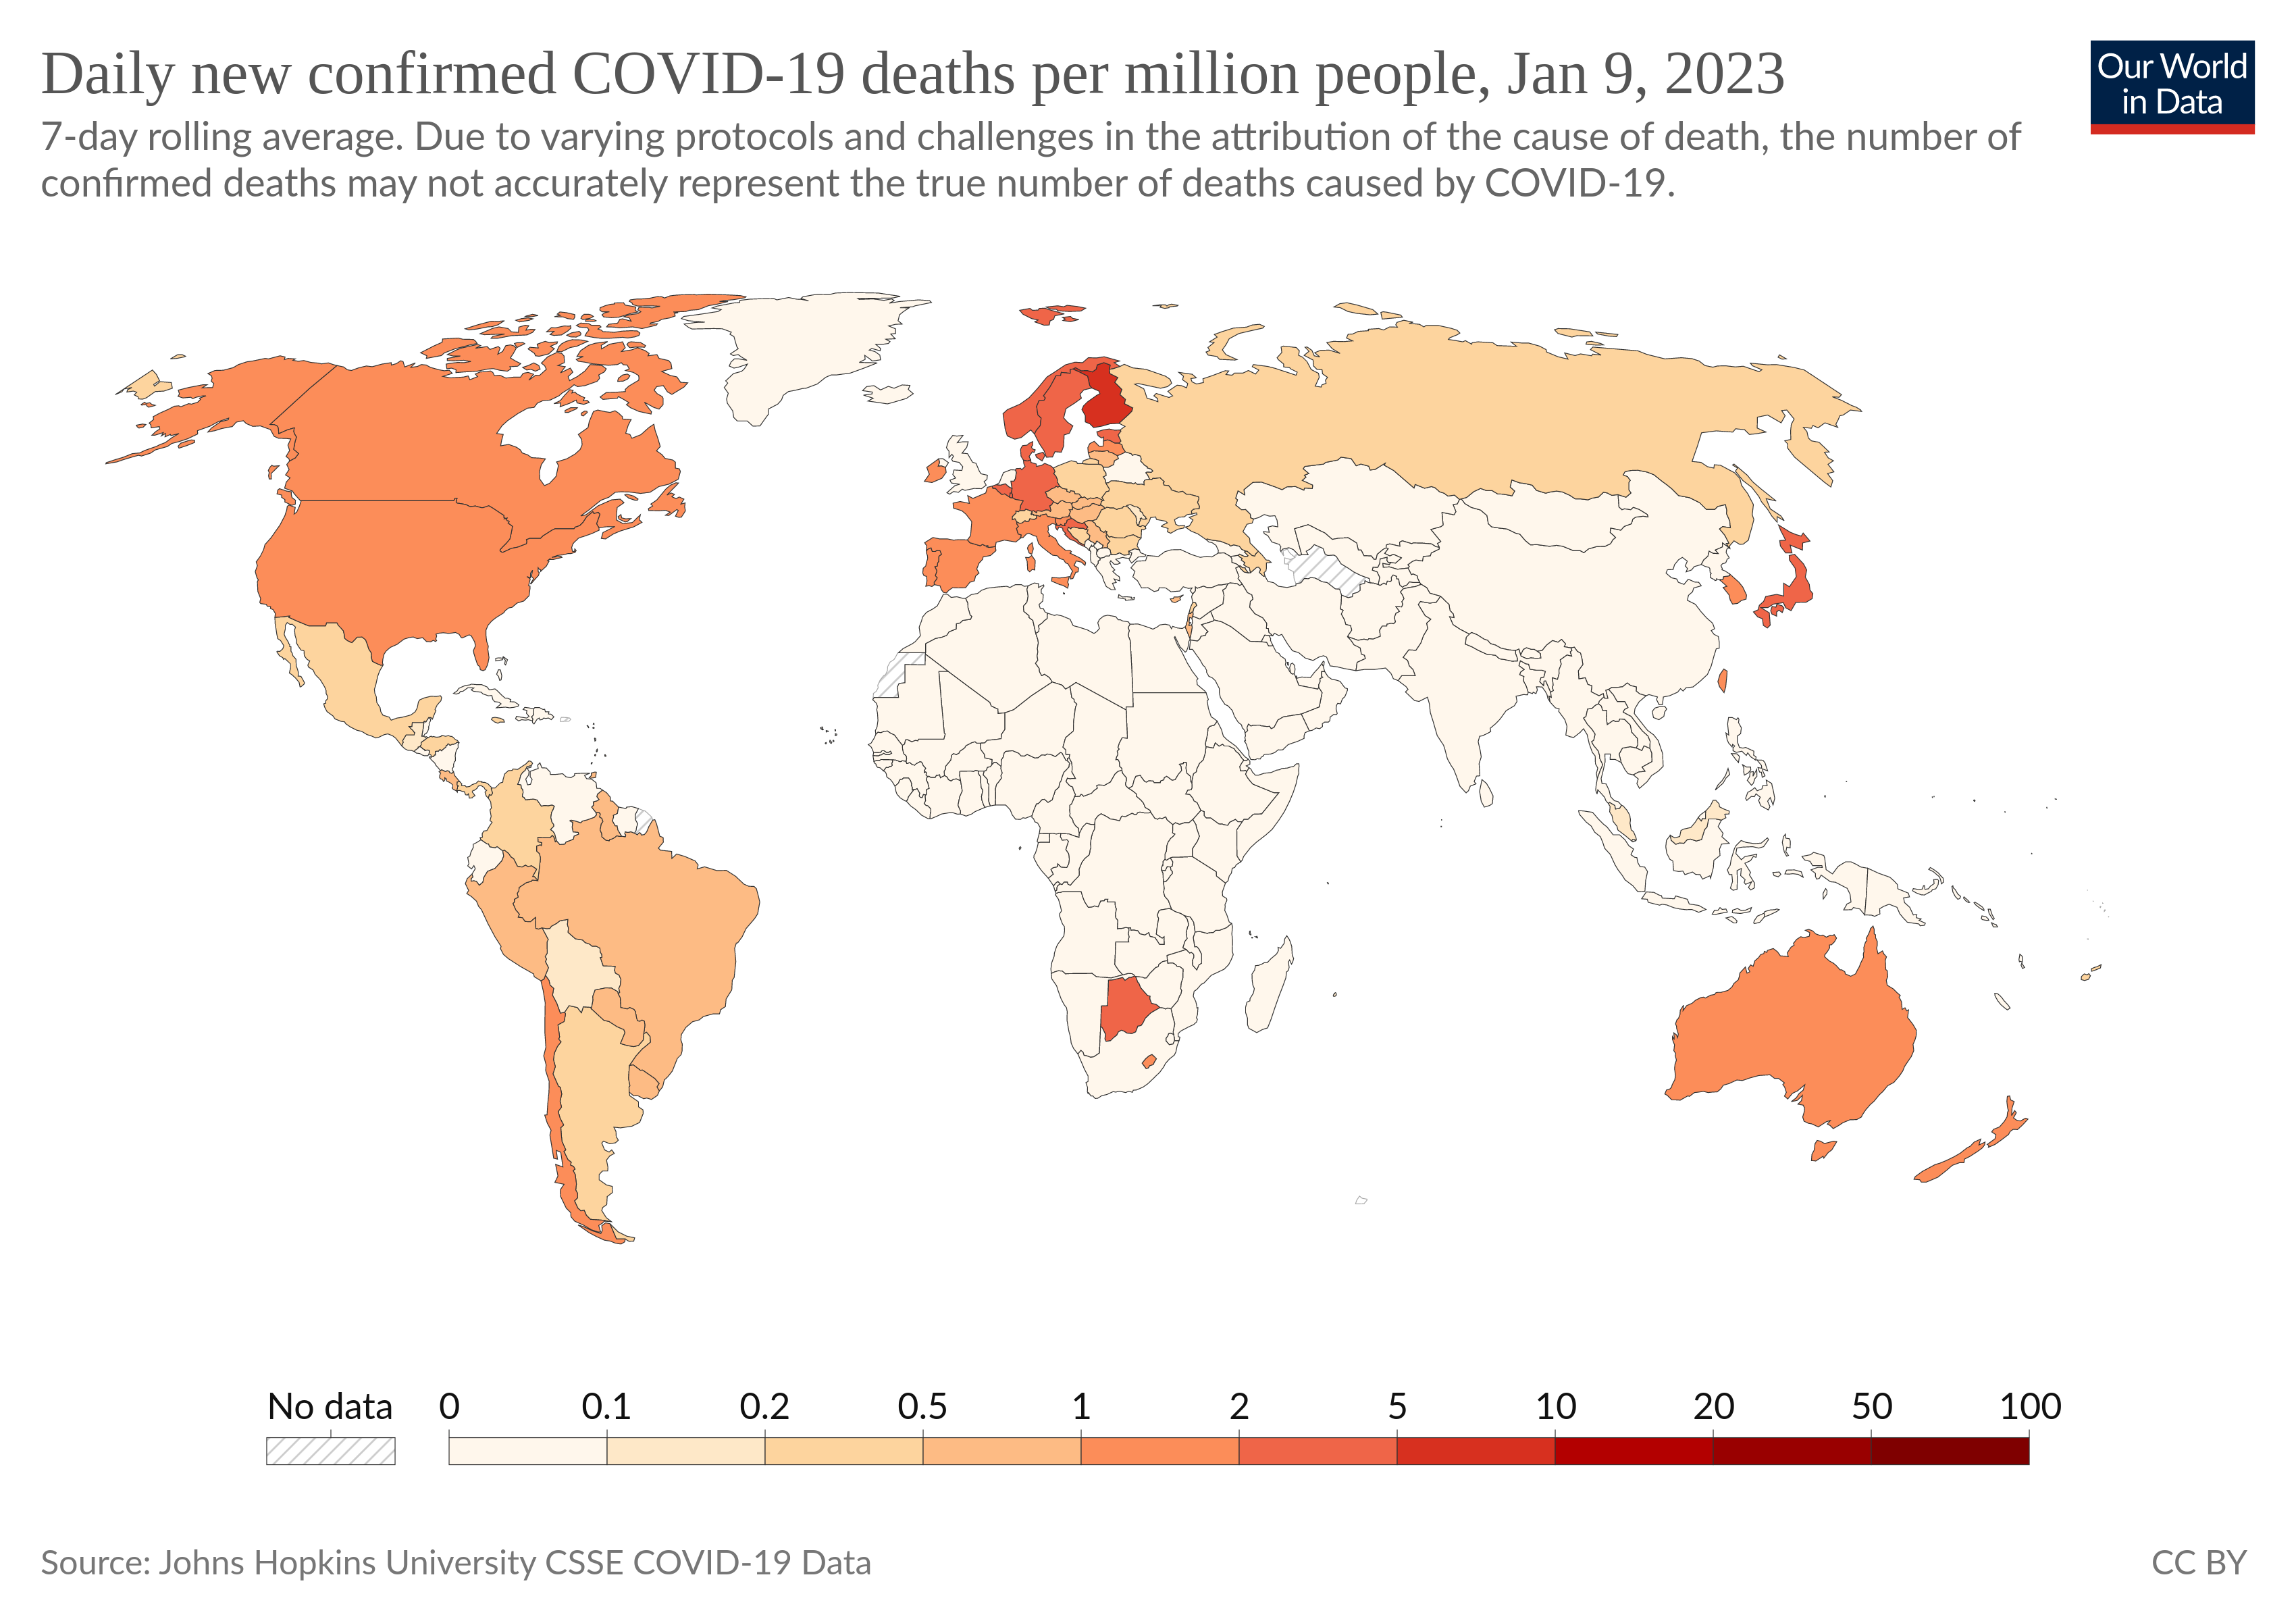 Daily new confirmed COVID-19 deaths per million people, Jan 9, 2023
Our World
in Data
7-day rolling average. Due to varying protocols and challenges in the attribution of the cause of death, the number of
confirmed deaths may not accurately represent the true number of deaths caused by COVID-19.
No data 0 0.1 0.2 0.5 1 2 5 10 20 50 100
Source: Johns Hopkins University CSSE COVID-19 Data
CC BY